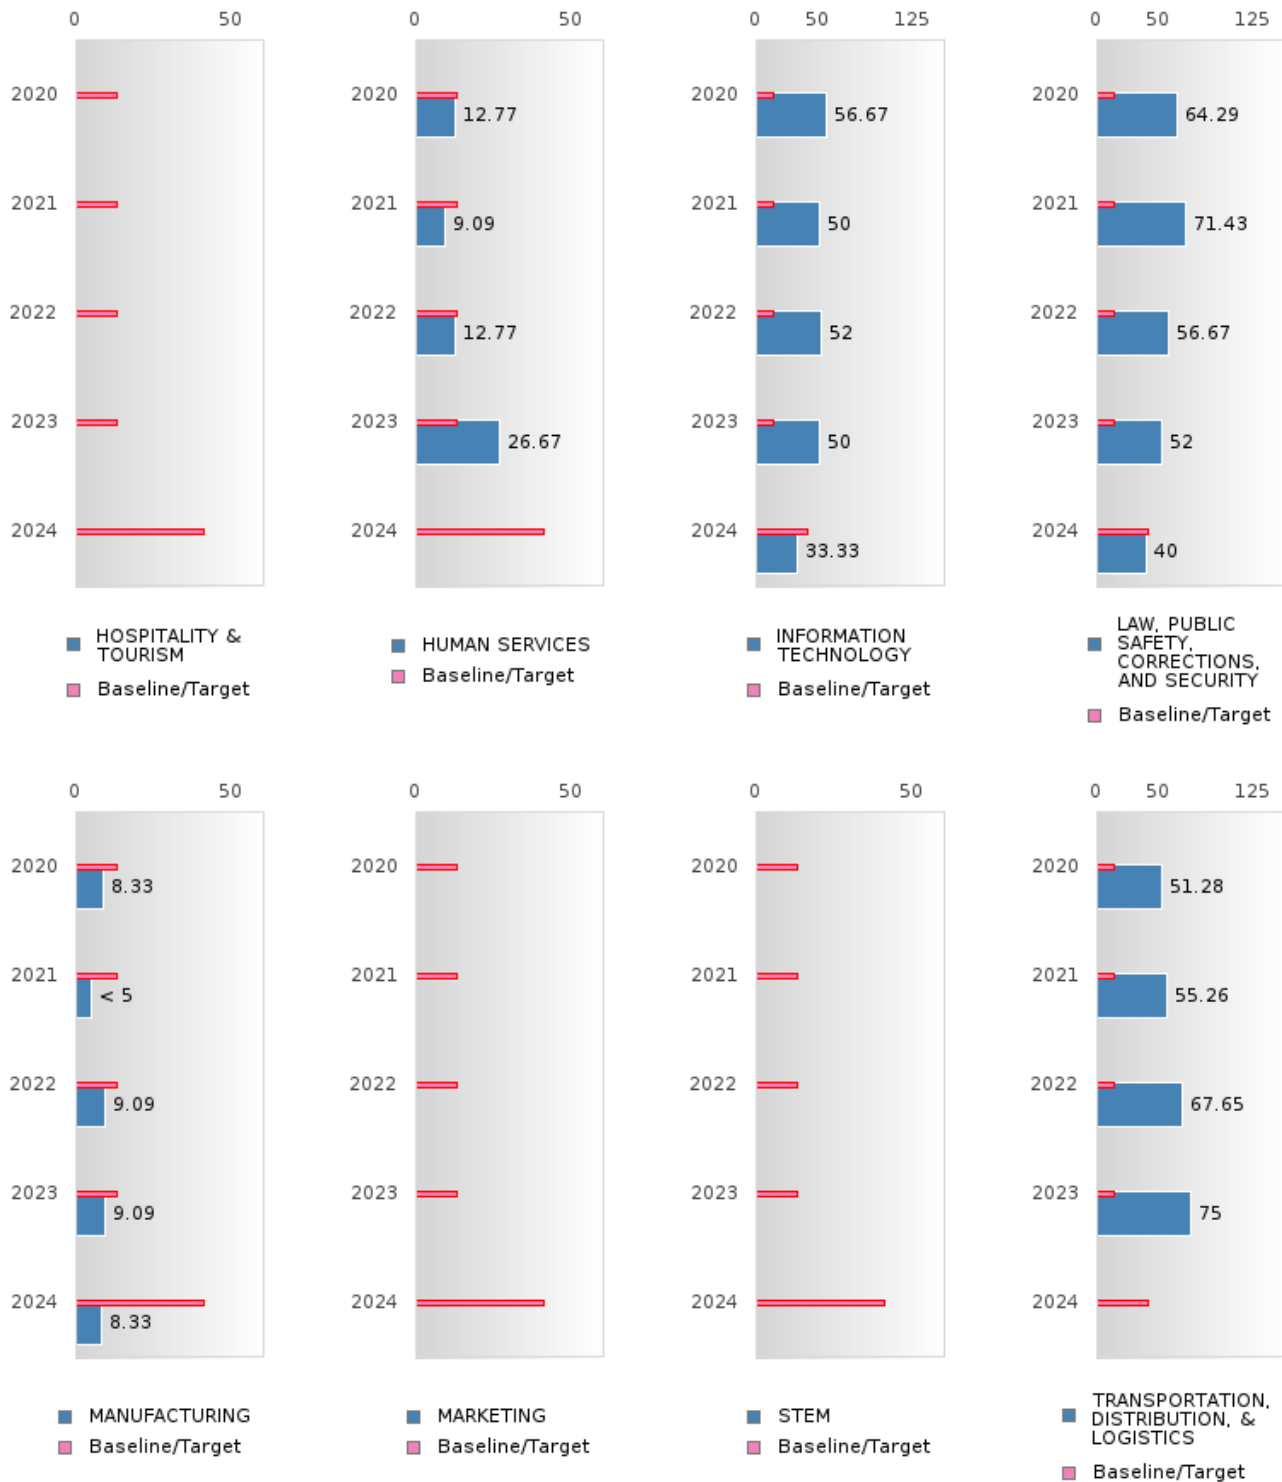 0 50
2020
2021
2022
2023
2024
HOSPITALITY &
TOURISM
Baseline/Target
0 50
2020
12.77
2021
9.09
2022
12.77
2023
26.67
2024
HUMAN SERVICES
Baseline/Target
0 50 125
2020
56.67
2021
50
2022
52
2023
50
2024
33.33
INFORMATION
TECHNOLOGY
Baseline/Target
0 50 125
2020
64.29
2021
71.43
2022
56.67
2023
52
2024
40
LAW, PUBLIC
SAFETY,
CORRECTIONS,
AND SECURITY
Baseline/Target
0 50
2020
8.33
2021
< 5
2022
9.09
2023
9.09
2024
8.33
MANUFACTURING
Baseline/Target
0 50
2020
2021
2022
2023
2024
MARKETING
Baseline/Target
0 50
2020
2021
2022
2023
2024
STEM
Baseline/Target
0 50 125
2020
51.28
2021
55.26
2022
67.65
2023
75
2024
TRANSPORTATION,
DISTRIBUTION, &
LOGISTICS
Baseline/Target